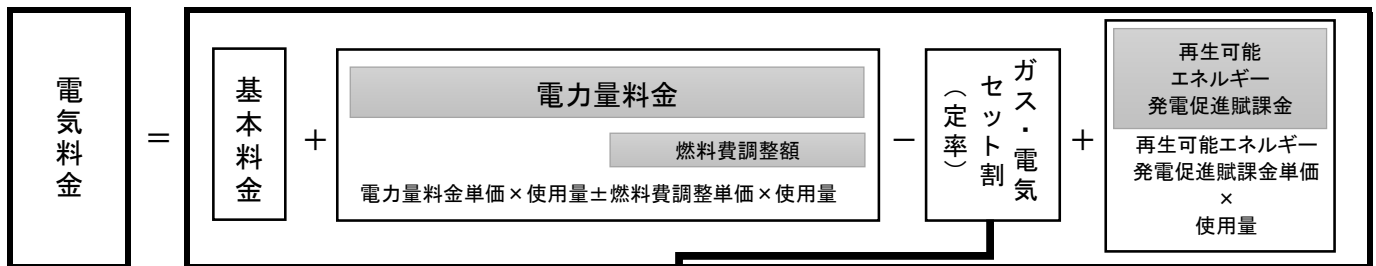 電気料金
＝
基本料金
＋
電力量料金
燃料費調整額
電力量料金単価×使用量±燃料費調整単価×使用量
－
ガス・電気
セット割
（定率）
＋
再生可能
エネルギー
発電促進賦課金
再生可能エネルギー
発電促進賦課金単価
×
使用量